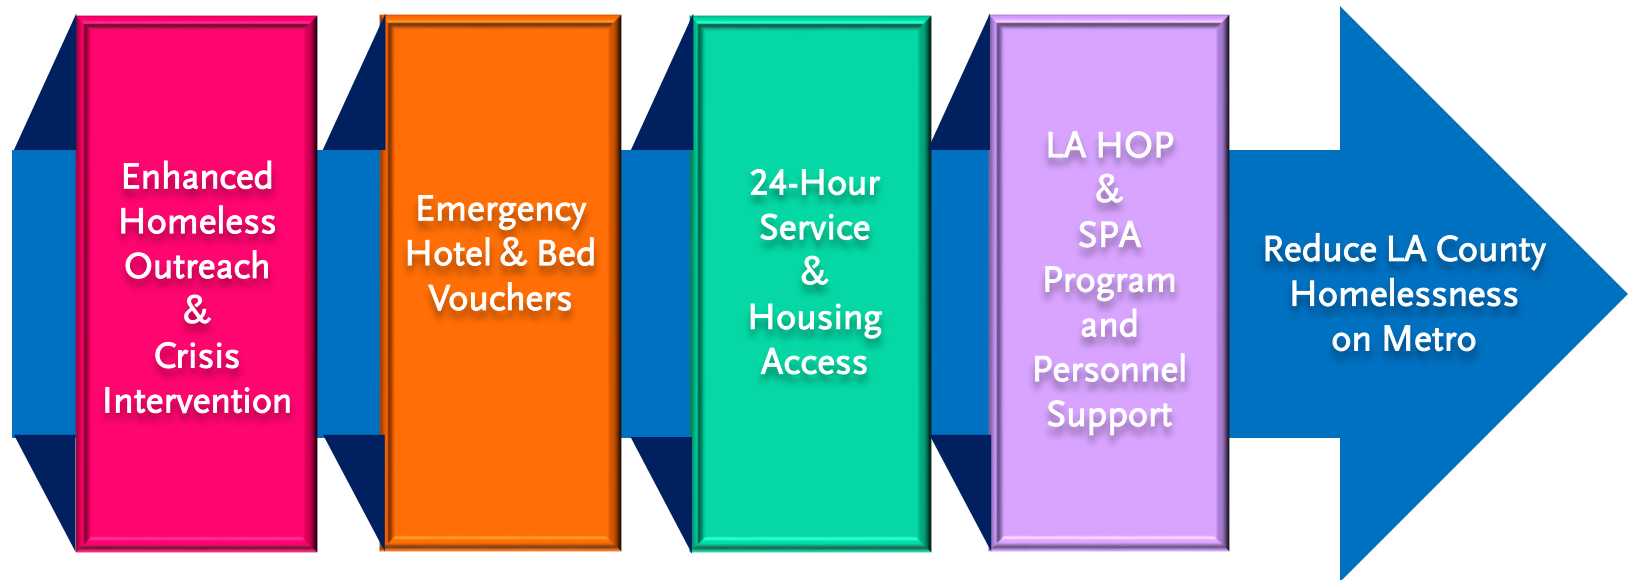 Enhanced
Homeless
Outreach
&
Crisis
Intervention
Emergency
Hotel & Bed
Vouchers
24-Hour
Service
&
Housing
Access
LA HOP
&
SPA
Program
and
Personnel
Support
Reduce LA County
Homelessness
on Metro